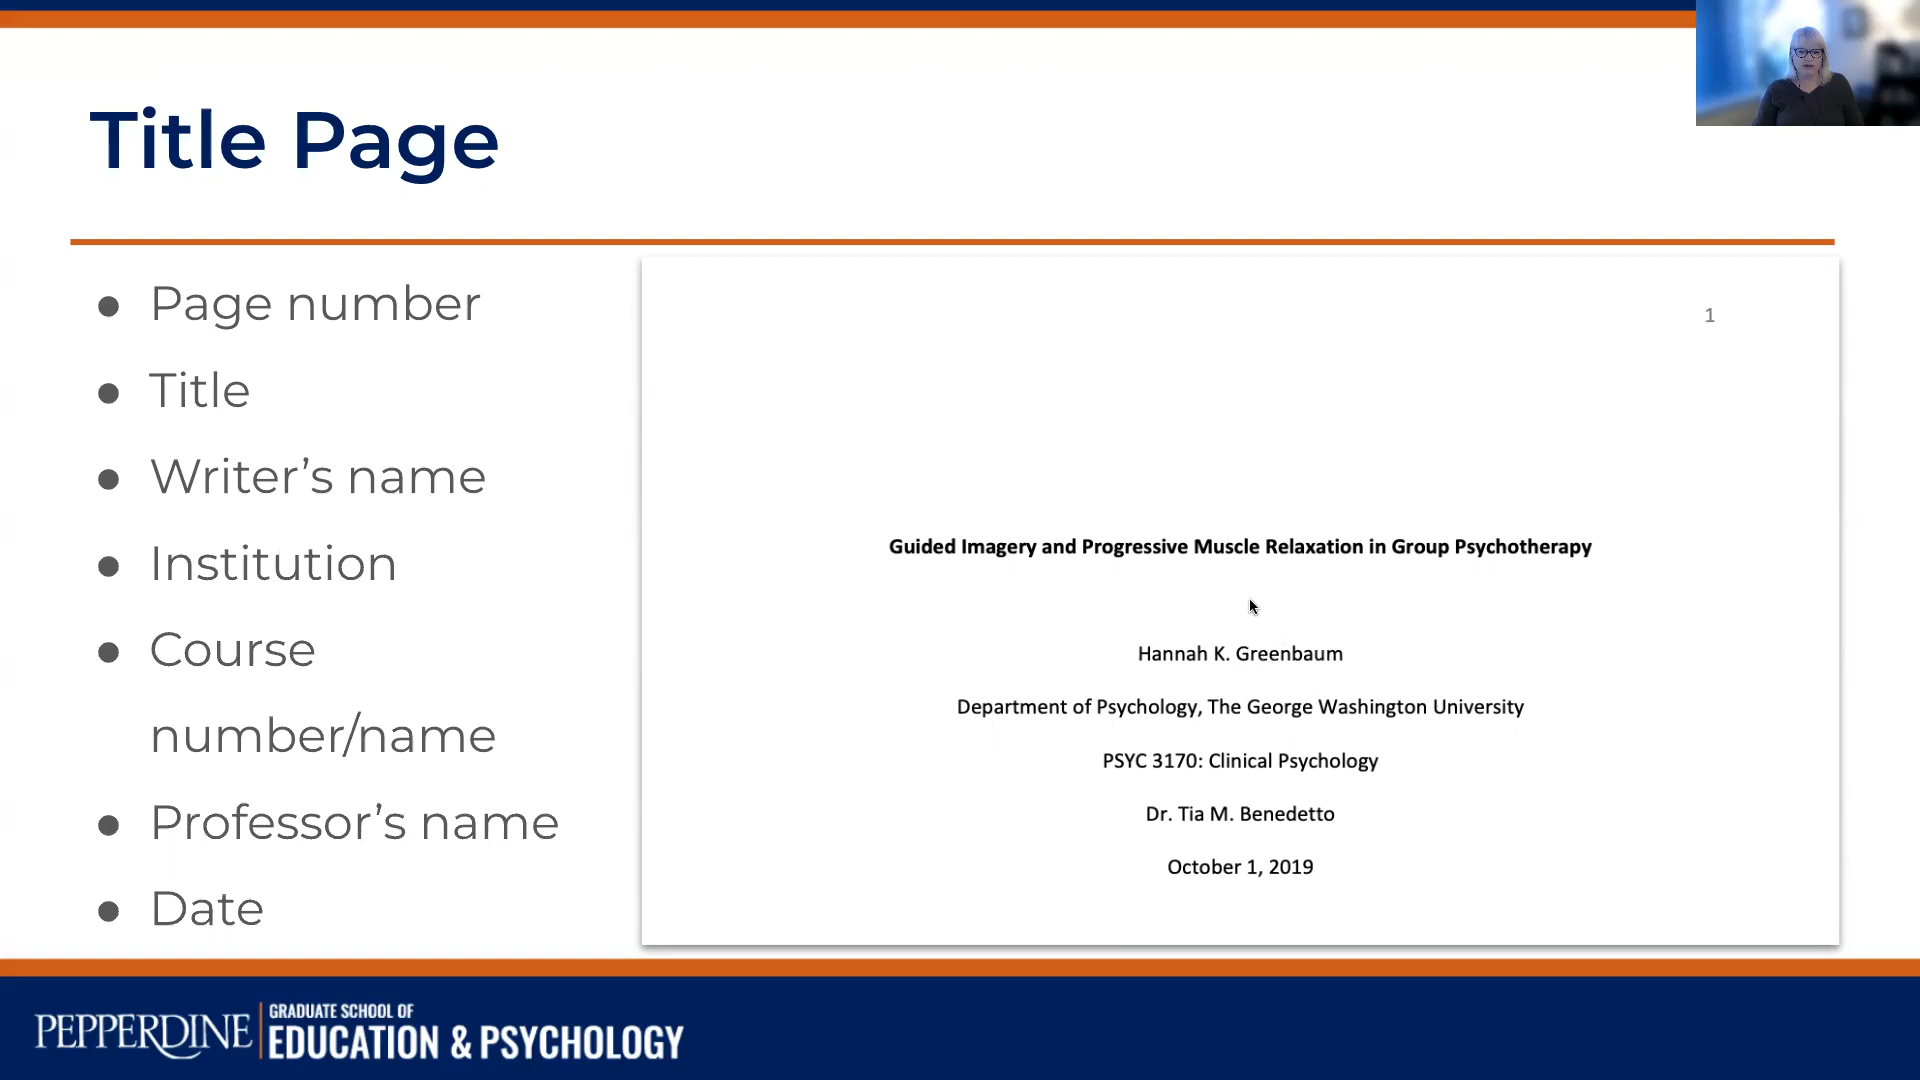 Title Page
● Page number
● Title
● Writer’s name
● Institution
● Course
number/name
● Professor’s name
● Date
1
Guided Imagery and Progressive Muscle Relaxation in Group Psychotherapy
Hannah K. Greenbaum
Department of Psychology, The George Washington University
PSYC 3170: Clinical Psychology
Dr. Tia M. Benedetto
October 1, 2019
PEPPERDINE
GRADUATE SCHOOL OF
EDUCATION & PSYCHOLOGY